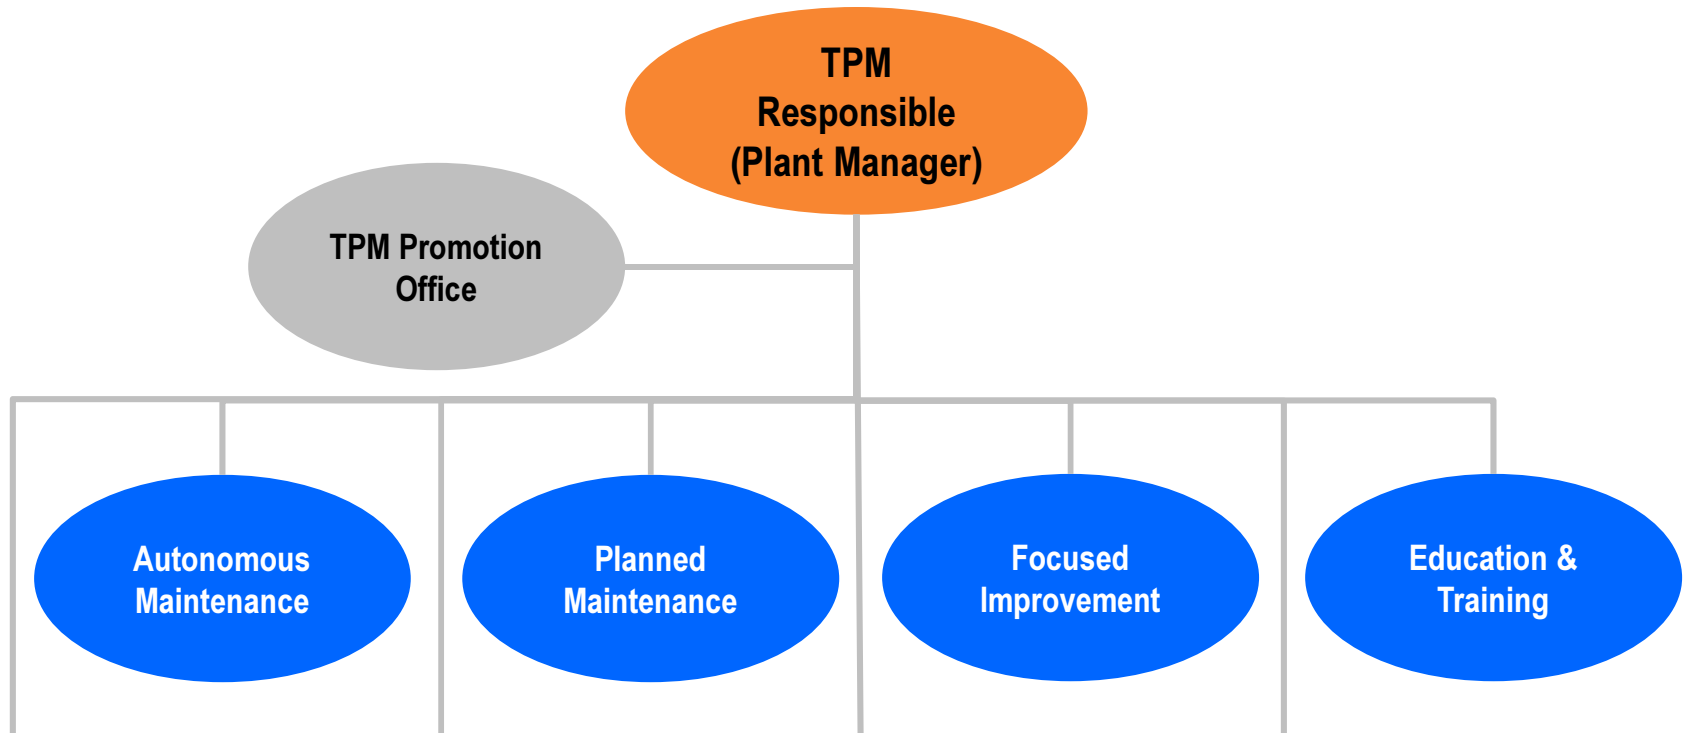 TPM
Responsible
(Plant Manager)
TPM Promotion
Office
Autonomous
Maintenance
Planned
Maintenance
Focused
Improvement
Education &
Training